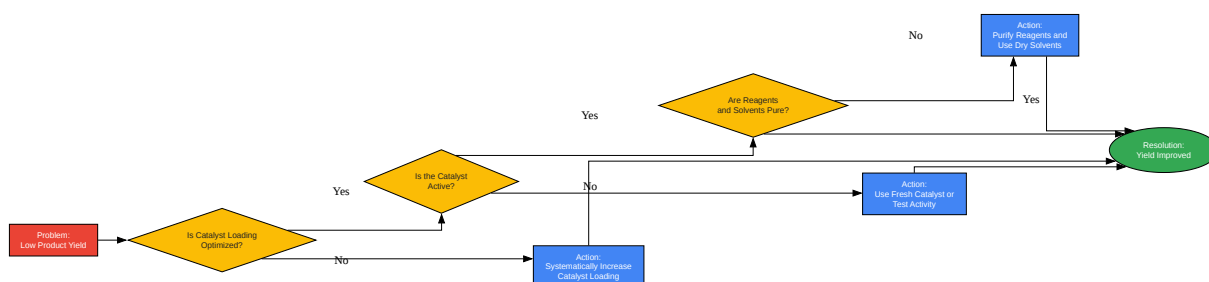 Problem:
Low Product Yield
Is Catalyst Loading
Optimized?
Yes
No
Is the Catalyst
Active?
Yes
No
Action:
Systematically Increase
Catalyst Loading
Are Reagents
and Solvents Pure?
No
Yes
Action:
Use Fresh Catalyst or
Test Activity
Action:
Purify Reagents and
Use Dry Solvents
Resolution:
Yield Improved